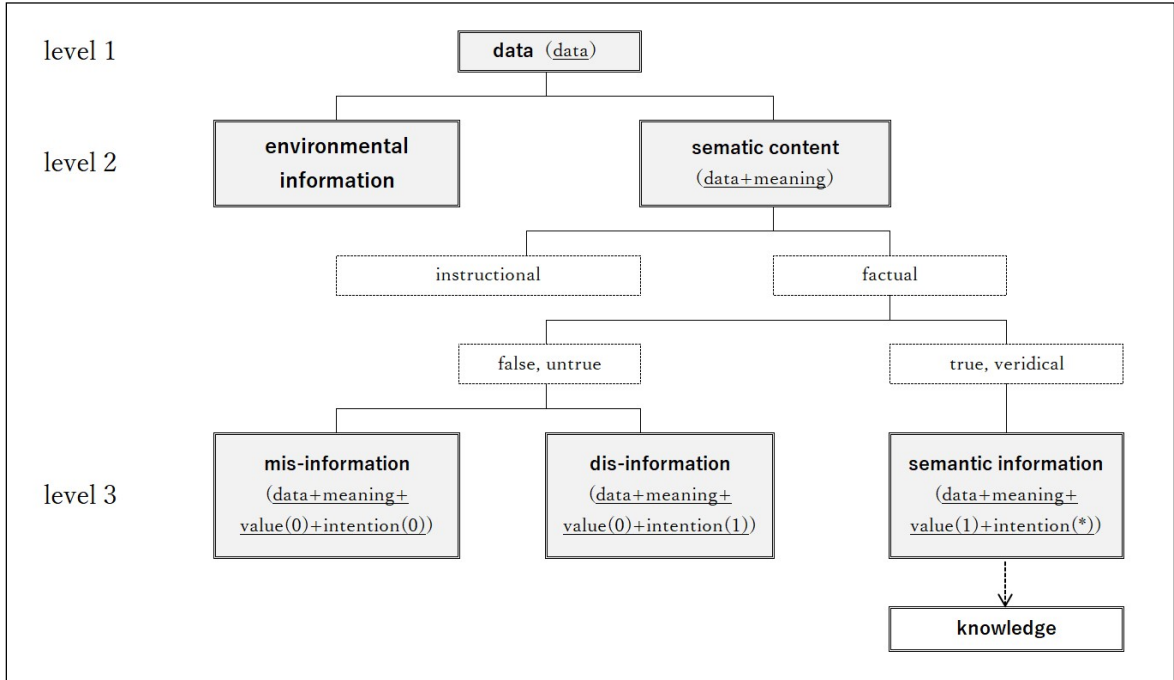 level 1
data (data)
level 2
environmental
information
sematic content
(data+meaning)
instructional
factual
false, untrue
true, veridical
level 3
mis-information
(data+meaning+
value(0)+intention(0))
dis-information
(data+meaning+
value(0)+intention(1))
semantic information
(data+meaning+
value(1)+intention(*))
knowledge